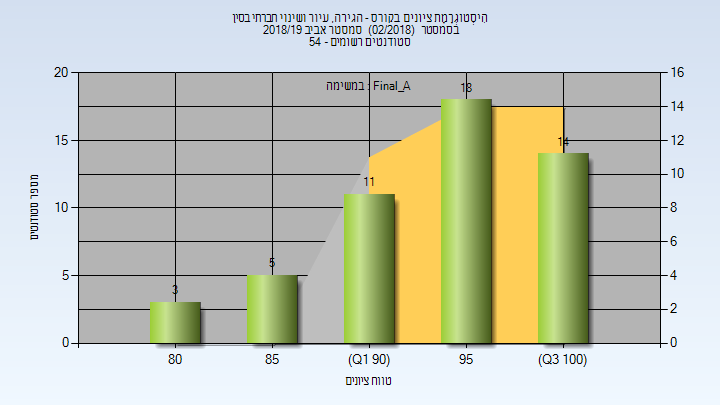 היסטוגרמת ציונים בקורס - הגירה, עיור ושינוי חברתי בסין
בסמסטר (02/2018) סמסטר אביב 2018/19
סטודנטים רשומים - 54
במשימה : Final_A
20
15
10
5
0
16
14
12
10
8
6
4
2
0
מספר סטודנטים
3
5
11
18
14
80
85
(Q1 90)
95
(Q3 100)
טווח ציונים